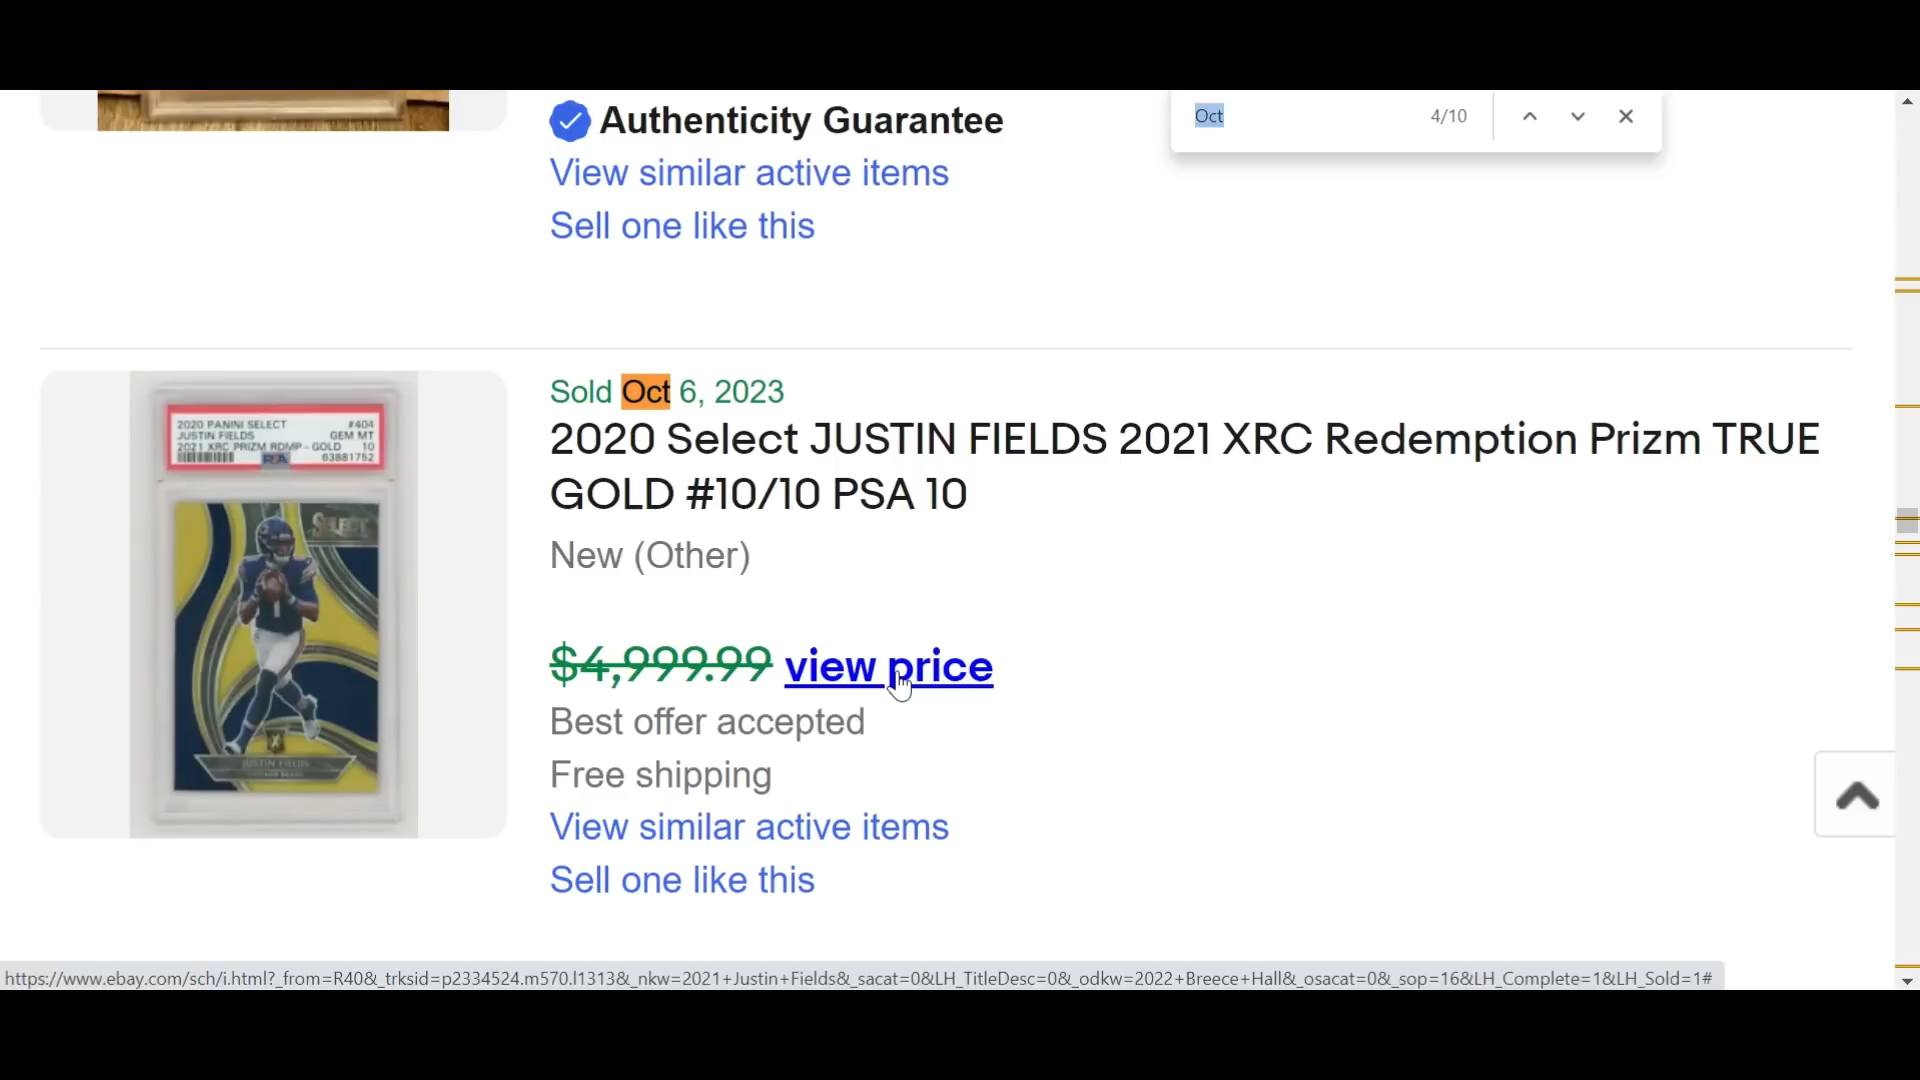 Authenticity Guarantee
View similar active items
Sell one like this
Oct
4/10
Sold Oct 6, 2023
2020 Select JUSTIN FIELDS 2021 XRC Redemption Prizm TRUE
GOLD #10/10 PSA 10
New (Other)
$4,999.99 view price
Best offer accepted
Free shipping
View similar active items
Sell one like this
2020 PANINI SELECT #404
JUSTIN FIELDS GEM MT
2021 XRC PRIZM RDMP-GOLD 10
63881752
SELECT
JUSTIN FIELDS
https://www.ebay.com/sch/i.html?_from=R40&_trksid=p2334524.m570.l1313&_nkw=2021+Justin+Fields&_sacat=0&LH_TitleDesc=0&_odkw=2022+Breece+Hall&_osacat=0&_sop=16&LH_Complete=1&LH_Sold=1#